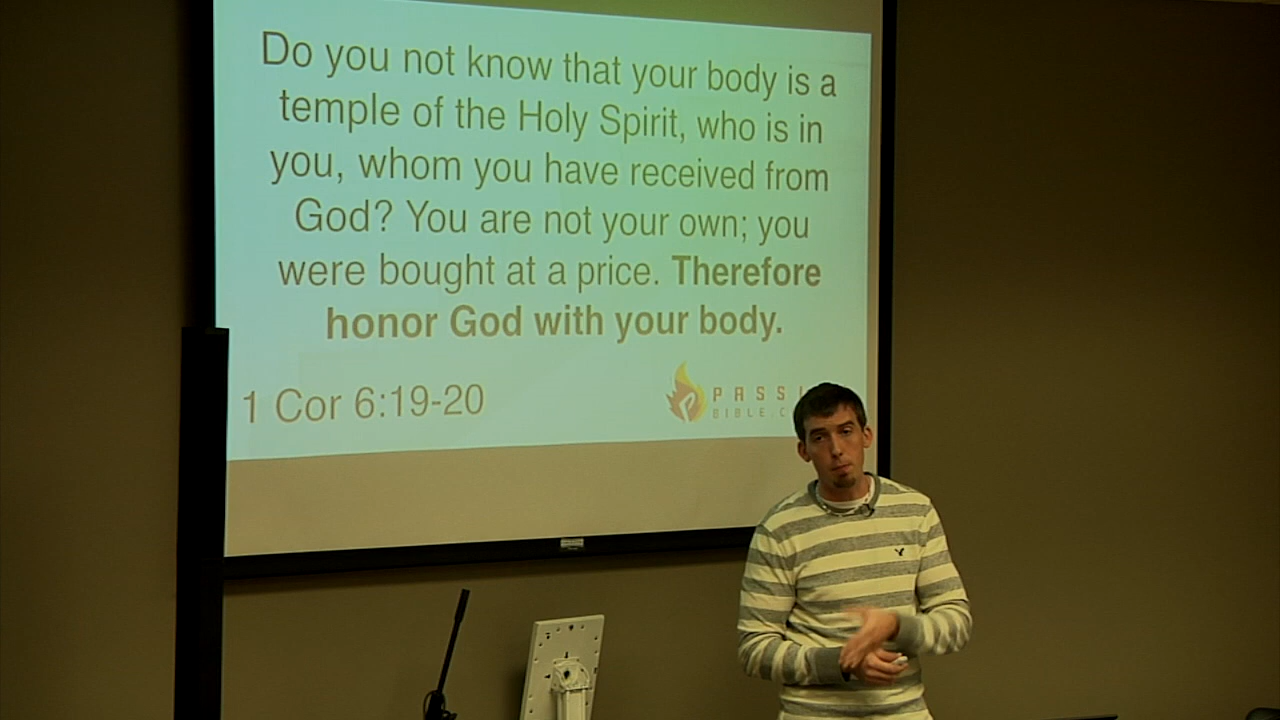 Do you not know that your body is a
temple of the Holy Spirit, who is in
you, whom you have received from
God? You are not your own; you
were bought at a price. Therefore
honor God with your body.
1 Cor 6:19-20
PASSI
BIBLE.C